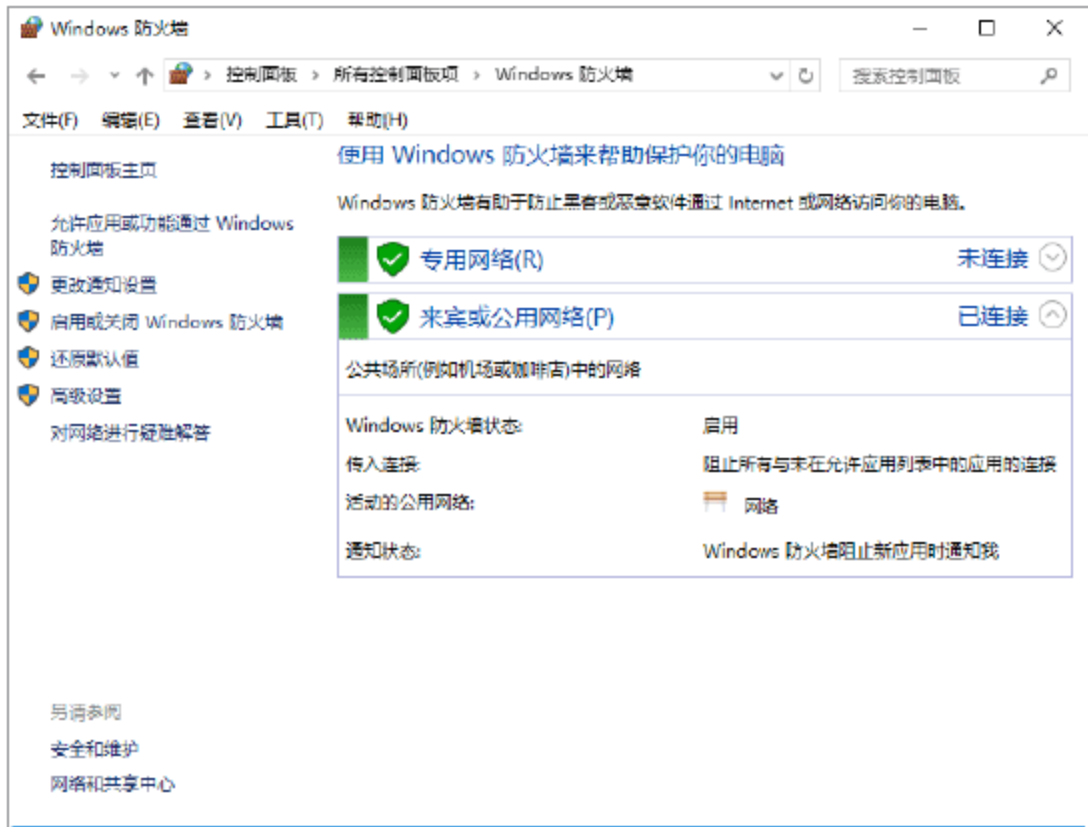 Windows 防火墙
控制面板 › 所有控制面板项 › Windows 防火墙
搜索控制面板
文件(F) 编辑(E) 查看(V) 工具(T) 帮助(H)
控制面板主页
允许应用或功能通过 Windows
防火墙
更改通知设置
启用或关闭 Windows 防火墙
还原默认值
高级设置
对网络进行疑难解答
使用 Windows 防火墙来帮助保护你的电脑
Windows 防火墙有助于防止黑客或恶意软件通过 Internet 或网络访问你的电脑。
专用网络(R) 未连接
来宾或公用网络(P) 已连接
公共场所(例如机场或咖啡店)中的网络
Windows 防火墙状态: 启用
传入连接: 阻止所有与未在允许应用列表中的应用的连接
活动的公用网络: 网络
通知状态: Windows 防火墙阻止新应用时通知我
另请参阅
安全和维护
网络和共享中心